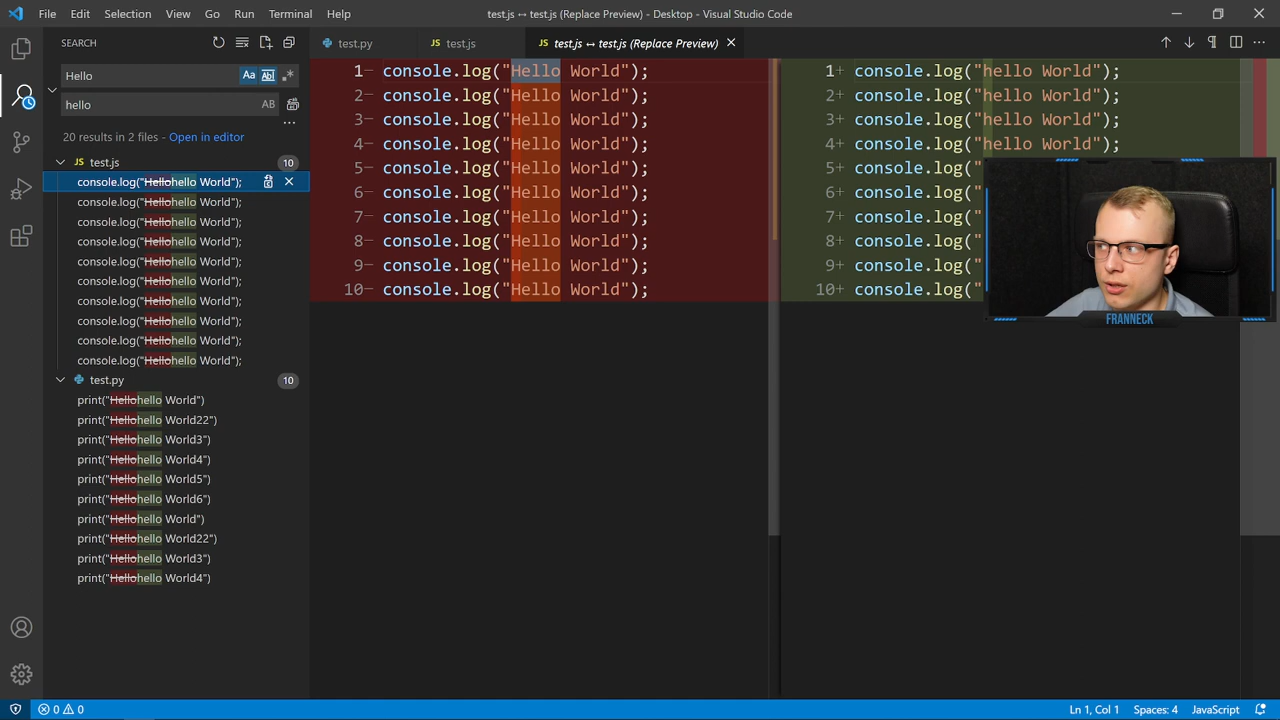 File Edit Selection View Go Run Terminal Help test.js ↔ test.js (Replace Preview) - Desktop - Visual Studio Code
SEARCH
test.py test.js test.js ↔ test.js (Replace Preview)
Hello Aa ab .*
hello AB
20 results in 2 files - Open in editor
JS test.js 10
console.log("Hellohello World");
console.log("Hellohello World");
console.log("Hellohello World");
console.log("Hellohello World");
console.log("Hellohello World");
console.log("Hellohello World");
console.log("Hellohello World");
console.log("Hellohello World");
console.log("Hellohello World");
console.log("Hellohello World");
test.py 10
print("Hellohello World")
print("Hellohello World22")
print("Hellohello World3")
print("Hellohello World4")
print("Hellohello World5")
print("Hellohello World6")
print("Hellohello World")
print("Hellohello World22")
print("Hellohello World3")
print("Hellohello World4")
1- console.log("Hello World");
2- console.log("Hello World");
3- console.log("Hello World");
4- console.log("Hello World");
5- console.log("Hello World");
6- console.log("Hello World");
7- console.log("Hello World");
8- console.log("Hello World");
9- console.log("Hello World");
10- console.log("Hello World");
1+ console.log("hello World");
2+ console.log("hello World");
3+ console.log("hello World");
4+ console.log("hello World");
5+ console.log("
6+ console.log("
7+ console.log("
8+ console.log("
9+ console.log("
10+ console.log("
FRANNECK
0 0 Ln 1, Col 1 Spaces: 4 JavaScript